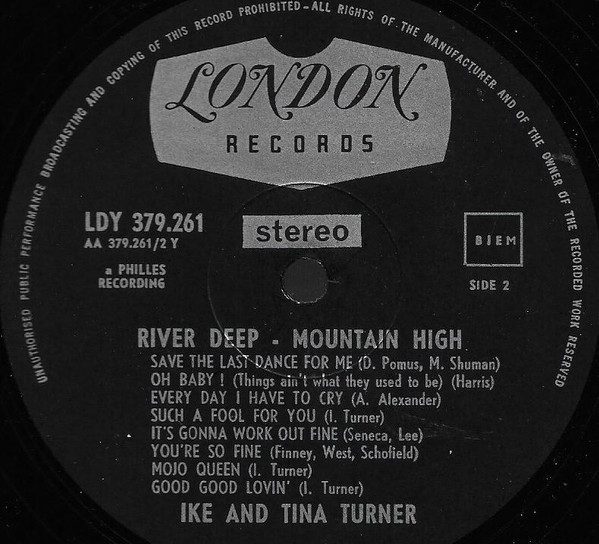 UNAUTHORISED PUBLIC PERFORMANCE BROADCASTING AND COPYING OF THIS RECORD PROHIBITED-ALL RIGHTS OF THE MANUFACTURER AND OF THE OWNER OF THE RECORDED WORK RESERVED
LONDON
RECORDS
LDY 379.261
AA 379.261/2 Y
stereo
BIEM
a PHILLES
RECORDING
SIDE 2
RIVER DEEP - MOUNTAIN HIGH
SAVE THE LAST DANCE FOR ME (D. Pomus, M. Shuman)
OH BABY ! (Things ain't what they used to be) (Harris)
EVERY DAY I HAVE TO CRY (A. Alexander)
SUCH A FOOL FOR YOU (I. Turner)
IT'S GONNA WORK OUT FINE (Seneca, Lee)
YOU'RE SO FINE (Finney, West, Schofield)
MOJO QUEEN (I. Turner)
GOOD GOOD LOVIN' (I. Turner)
IKE AND TINA TURNER